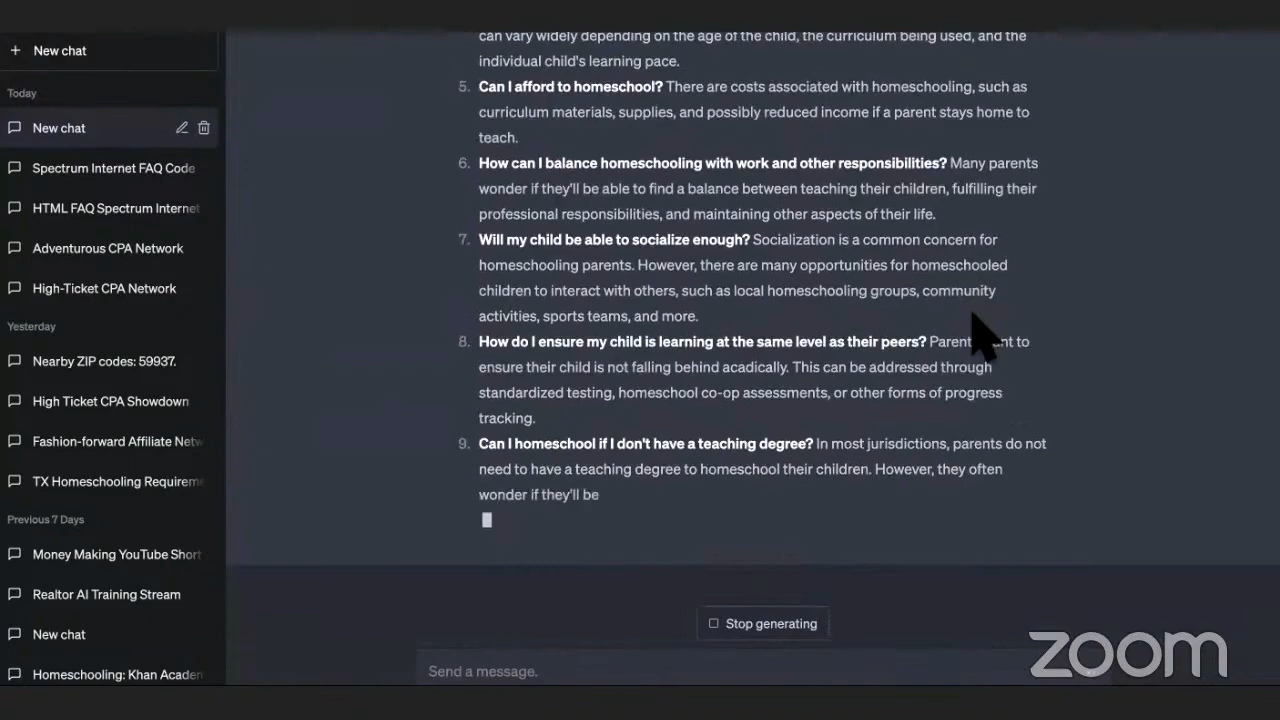 New chat
Today
New chat
Spectrum Internet FAQ Code
HTML FAQ Spectrum Internet
Adventurous CPA Network
High-Ticket CPA Network
Yesterday
Nearby ZIP codes: 59937.
High Ticket CPA Showdown
Fashion-forward Affiliate Netw
TX Homeschooling Requireme
Previous 7 Days
Money Making YouTube Short
Realtor AI Training Stream
New chat
Homeschooling: Khan Academ
can vary widely depending on the age of the child, the curriculum being used, and the
individual child's learning pace.
5. Can I afford to homeschool? There are costs associated with homeschooling, such as
curriculum materials, supplies, and possibly reduced income if a parent stays home to
teach.
6. How can I balance homeschooling with work and other responsibilities? Many parents
wonder if they'll be able to find a balance between teaching their children, fulfilling their
professional responsibilities, and maintaining other aspects of their life.
7. Will my child be able to socialize enough? Socialization is a common concern for
homeschooling parents. However, there are many opportunities for homeschooled
children to interact with others, such as local homeschooling groups, community
activities, sports teams, and more.
8. How do I ensure my child is learning at the same level as their peers? to
ensure their child is not falling behind acadically. This can be addressed through
standardized testing, homeschool co-op assessments, or other forms of progress
tracking.
9. Can I homeschool if I don't have a teaching degree? In most jurisdictions, parents do not
need to have a teaching degree to homeschool their children. However, they often
wonder if they'll be
Stop generating
Send a message.
zoom